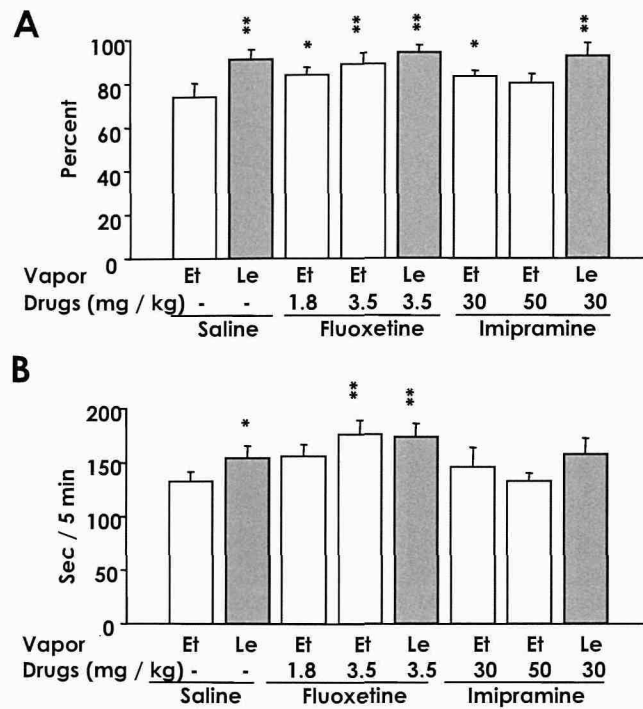 A
** * ** ** * **
100
80
60
40
20
0
Percent
Vapor Et Le Et Et Le Et Et Le
Drugs (mg / kg) - - 1.8 3.5 3.5 30 50 30
Saline Fluoxetine Imipramine
B
* ** **
200
150
100
50
0
Sec / 5 min
Vapor Et Le Et Et Le Et Et Le
Drugs (mg / kg) - - 1.8 3.5 3.5 30 50 30
Saline Fluoxetine Imipramine